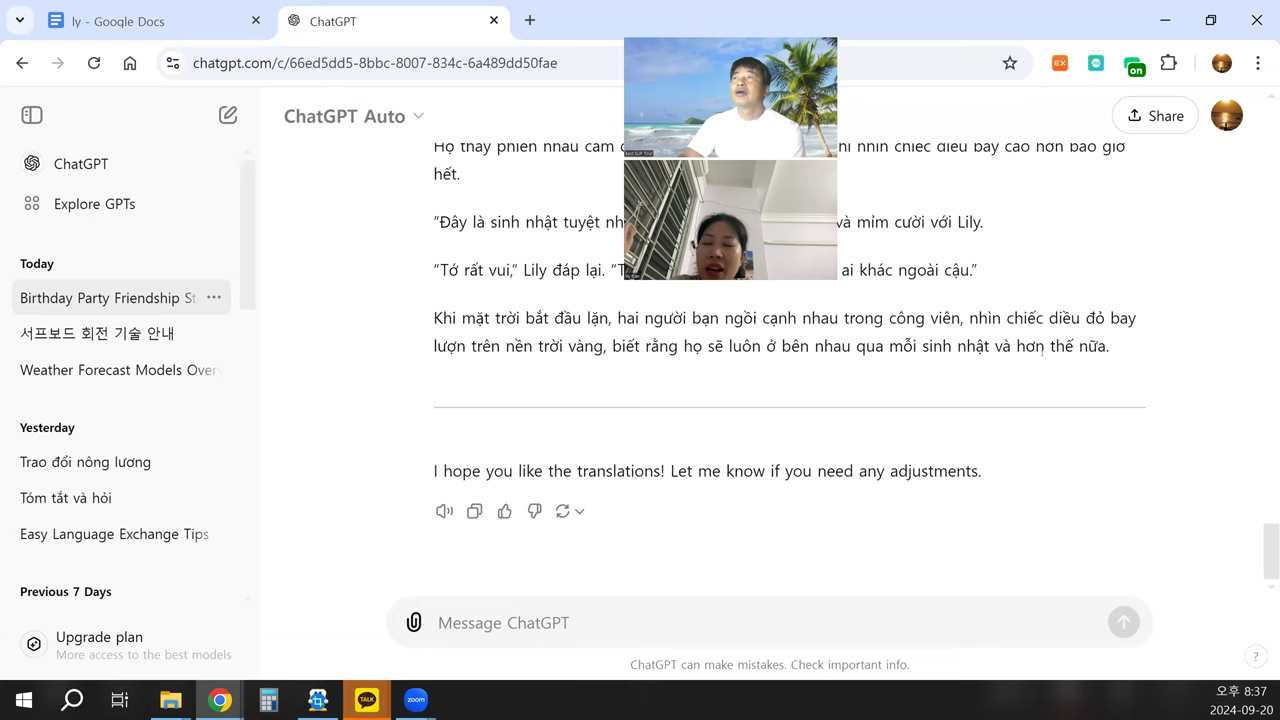 ly - Google Docs
ChatGPT
chatgpt.com/c/66ed5dd5-8bbc-8007-834c-6a489dd50fae
EX
on
ChatGPT Auto
Share
ChatGPT
Explore GPTs
Today
Birthday Party Friendship St
서프보드 회전 기술 안내
Weather Forecast Models Over
Yesterday
Trao đổi nông lương
Tóm tắt và hỏi
Easy Language Exchange Tips
Previous 7 Days
Upgrade plan
More access to the best models
nhìn chiếc diều bay cao hơn bao giờ
hết.
“Đây là sinh nhật tuyệt và mỉm cười với Lily.
“Tớ rất vui,” Lily đáp lại. ai khác ngoài cậu.”
Khi mặt trời bắt đầu lặn, hai người bạn ngồi cạnh nhau trong công viên, nhìn chiếc diều đỏ bay
lượn trên nền trời vàng, biết rằng họ sẽ luôn ở bên nhau qua mỗi sinh nhật và hơn thế nữa.
I hope you like the translations! Let me know if you need any adjustments.
Message ChatGPT
ChatGPT can make mistakes. Check important info.
?
TALK
zoom
오후 8:37
2024-09-20